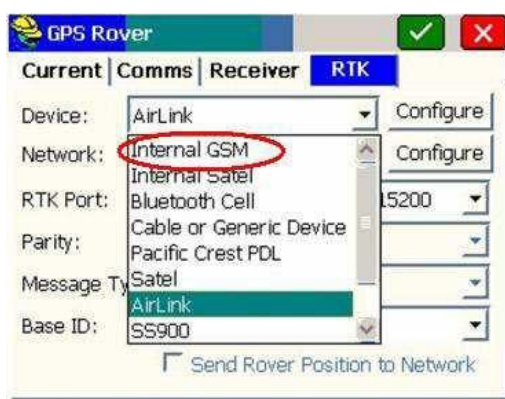 GPS Rover
Current Comms Receiver RTK
Device: AirLink Configure
Network: Internal GSM Configure
Internal Satel
RTK Port: Bluetooth Cell 15200
Cable or Generic Device
Parity: Pacific Crest PDL
Message Ty Satel
AirLink
Base ID: SS900
Send Rover Position to Network